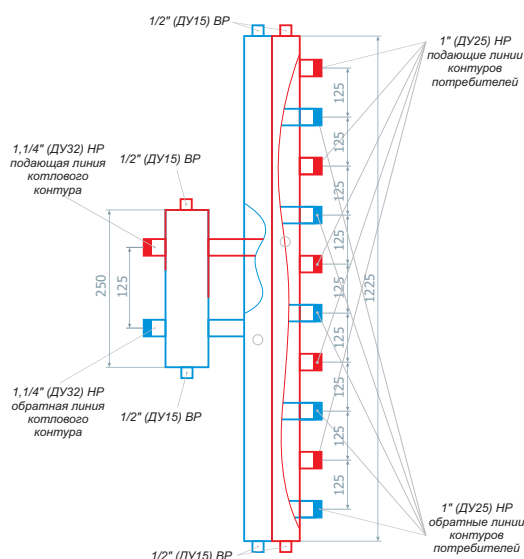 1/2" (ДУ15) ВР
1" (ДУ25) НР
подающие линии
контуров
потребителей
1,1/4" (ДУ32) НР
подающая линия
котлового
контура
1/2" (ДУ15) ВР
125
125
125
125
125
125
125
125
125
1225
250
125
1,1/4" (ДУ32) НР
обратная линия
котлового
контура
1/2" (ДУ15) ВР
1" (ДУ25) НР
обратные линии
контуров
потребителей
1/2" (ДУ15) ВР